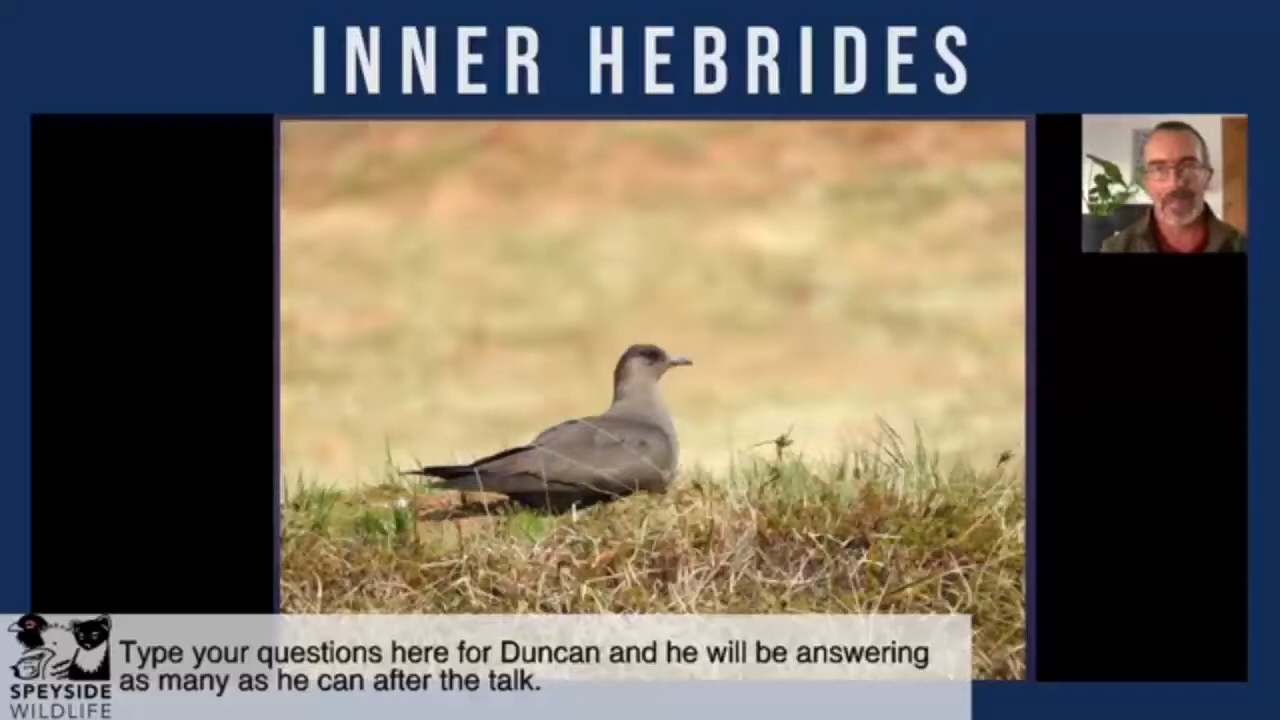 INNER HEBRIDES
Type your questions here for Duncan and he will be answering
as many as he can after the talk.
SPEYSIDE
WILDLIFE